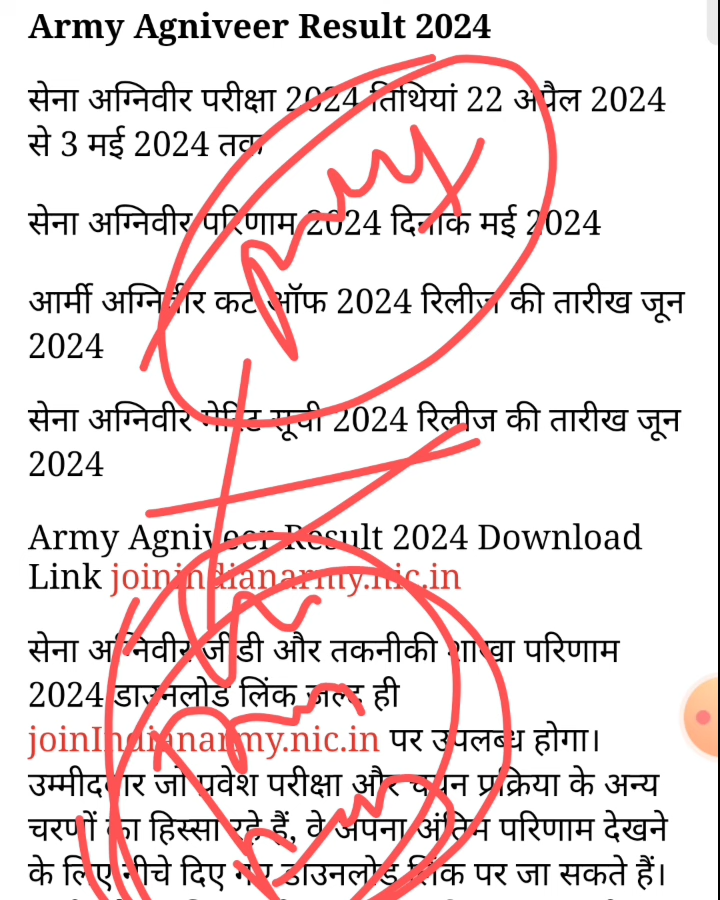 Army Agniveer Result 2024
सेना अग्निवीर परीक्षा 2024 तिथियां 22 अप्रैल 2024
से 3 मई 2024 तक
सेना अग्निवीर परिणाम 2024 दिनांक मई 2024
आर्मी अग्निवीर कट ऑफ 2024 रिलीज की तारीख जून
2024
सेना अग्निवीर मेरिट सूची 2024 रिलीज की तारीख जून
2024
Army Agniveer Result 2024 Download
Link joinindianarmy.nic.in
सेना अग्निवीर जीडी और तकनीकी शाखा परिणाम
2024 डाउनलोड लिंक जल्द ही
joinIndianarmy.nic.in पर उपलब्ध होगा।
उम्मीदवार जो प्रवेश परीक्षा और चयन प्रक्रिया के अन्य
चरणों का हिस्सा रहे हैं, वे अपना अंतिम परिणाम देखने
के लिए नीचे दिए गए डाउनलोड लिंक पर जा सकते हैं।